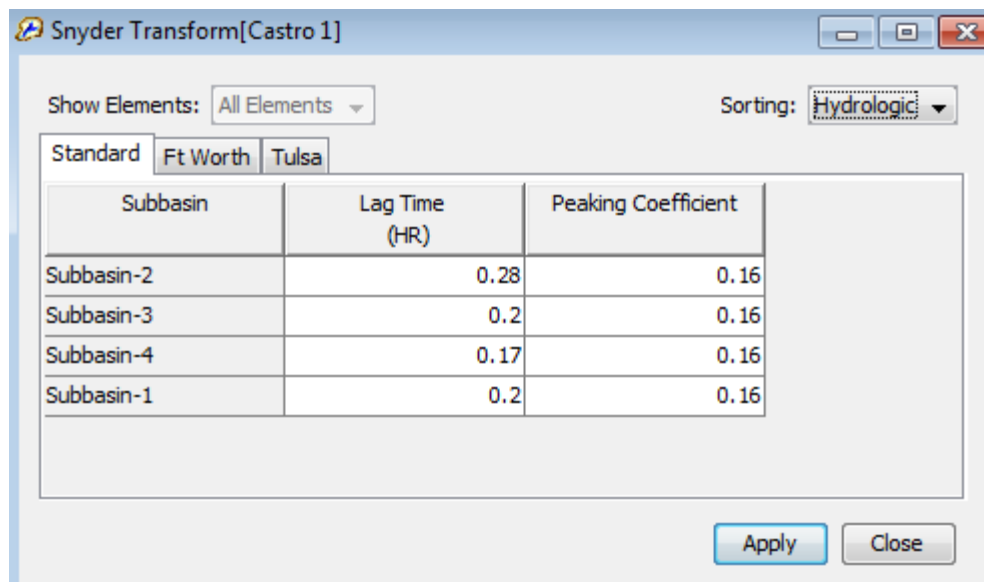 Snyder Transform[Castro 1]
Show Elements: All Elements Sorting: Hydrologic
Standard Ft Worth Tulsa
Subbasin Lag Time Peaking Coefficient
(HR)
Subbasin-2 0.28 0.16
Subbasin-3 0.2 0.16
Subbasin-4 0.17 0.16
Subbasin-1 0.2 0.16
Apply Close